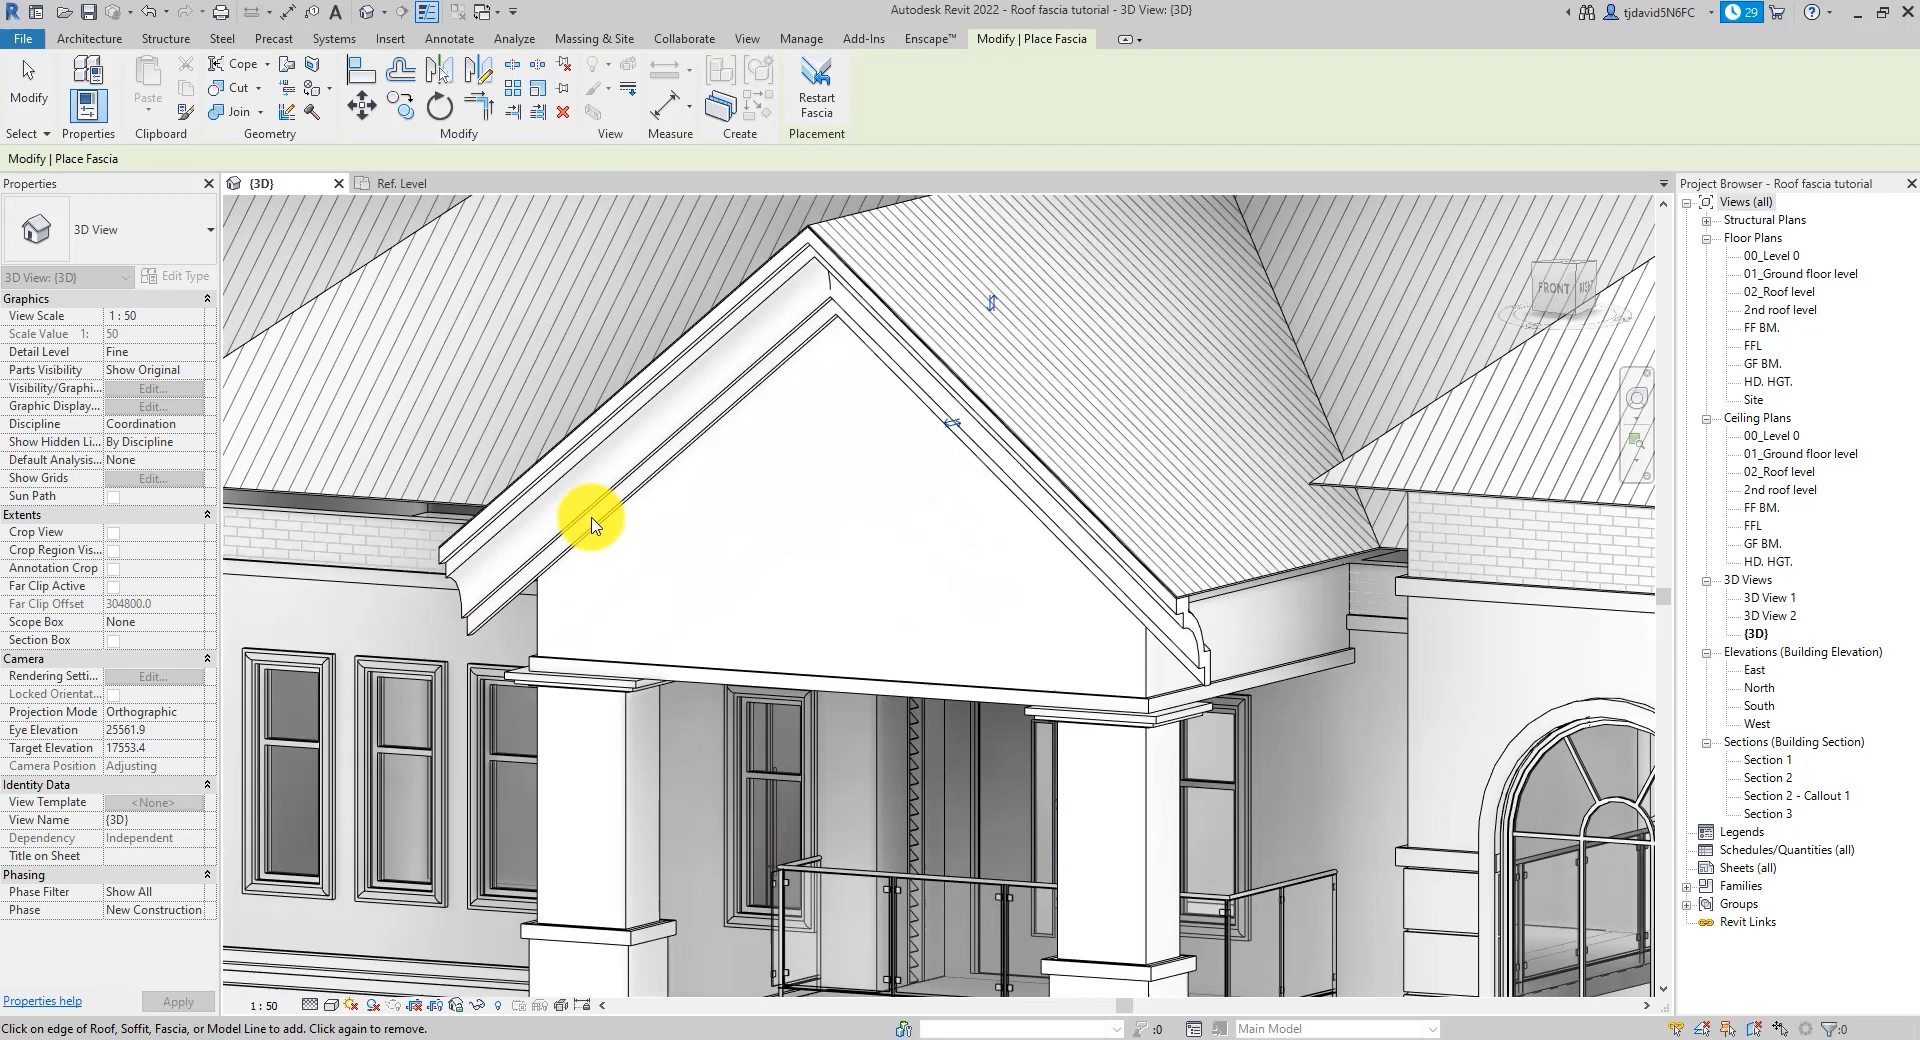 Autodesk Revit 2022 - Roof fascia tutorial - 3D View: {3D}
tjdavid5N6FC
29
File Architecture Structure Steel Precast Systems Insert Annotate Analyze Massing & Site Collaborate View Manage Add-Ins Enscape™ Modify | Place Fascia
Modify
Paste
Cope
Cut
Join
Restart
Fascia
Select Properties Clipboard Geometry Modify View Measure Create Placement
Modify | Place Fascia
Properties
{3D}
Ref. Level
Project Browser - Roof fascia tutorial
3D View
3D View: {3D}
Edit Type
Graphics
View Scale 1 : 50
Scale Value 1: 50
Detail Level Fine
Parts Visibility Show Original
Visibility/Graphi... Edit...
Graphic Display... Edit...
Discipline Coordination
Show Hidden Li... By Discipline
Default Analysis... None
Show Grids Edit...
Sun Path
Extents
Crop View
Crop Region Vis...
Annotation Crop
Far Clip Active
Far Clip Offset 304800.0
Scope Box None
Section Box
Camera
Rendering Setti... Edit...
Locked Orientat...
Projection Mode Orthographic
Eye Elevation 25561.9
Target Elevation 17553.4
Camera Position Adjusting
Identity Data
View Template <None>
View Name {3D}
Dependency Independent
Title on Sheet
Phasing
Phase Filter Show All
Phase New Construction
Properties help
Apply
FRONT
RIGHT
Views (all)
Structural Plans
Floor Plans
00_Level 0
01_Ground floor level
02_Roof level
2nd roof level
FF BM.
FFL
GF BM.
HD. HGT.
Site
Ceiling Plans
00_Level 0
01_Ground floor level
02_Roof level
2nd roof level
FF BM.
FFL
GF BM.
HD. HGT.
3D Views
3D View 1
3D View 2
{3D}
Elevations (Building Elevation)
East
North
South
West
Sections (Building Section)
Section 1
Section 2
Section 2 - Callout 1
Section 3
Legends
Schedules/Quantities (all)
Sheets (all)
Families
Groups
Revit Links
1 : 50
Click on edge of Roof, Soffit, Fascia, or Model Line to add. Click again to remove.
:0
Main Model
:0